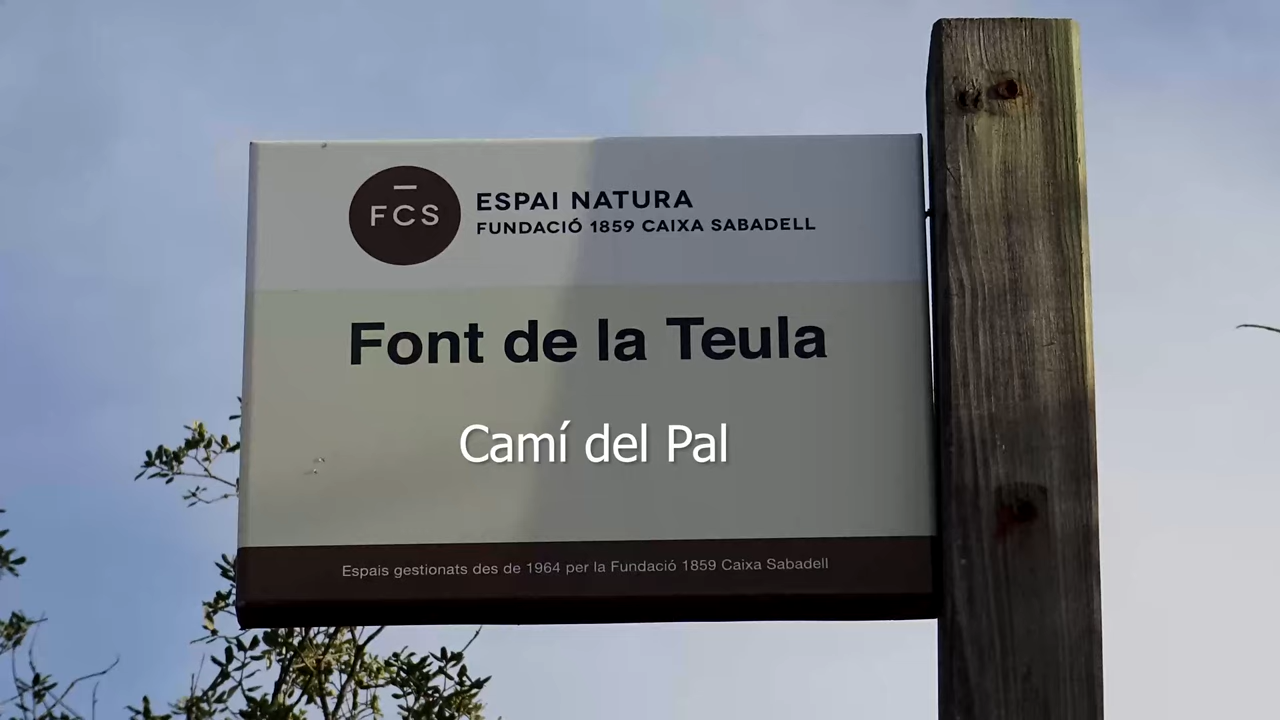 FCS
ESPAI NATURA
FUNDACIÓ 1859 CAIXA SABADELL
Font de la Teula
Camí del Pal
Espais gestionats des de 1964 per la Fundació 1859 Caixa Sabadell